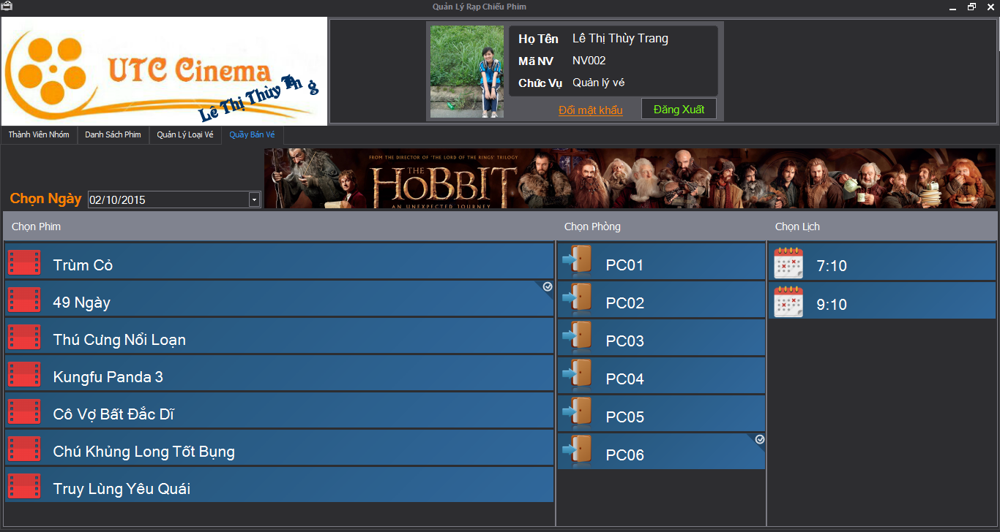 Quản Lý Rạp Chiếu Phim
UTC Cinema
Lê Thị Thùy
Họ Tên Lê Thị Thùy Trang
Mã NV NV002
Chức Vụ Quản lý vé
Đổi mật khẩu Đăng Xuất
Thành Viên Nhóm Danh Sách Phim Quản Lý Loại Vé Quầy Bán Vé
FROM THE DIRECTOR OF 'THE LORD OF THE RINGS' TRILOGY
THE
HOBBIT
AN UNEXPECTED JOURNEY
Chọn Ngày 02/10/2015
Chọn Phim Chọn Phòng Chọn Lịch
Trùm Cỏ PC01 7:10
49 Ngày PC02 9:10
Thú Cưng Nổi Loạn PC03
Kungfu Panda 3 PC04
Cô Vợ Bất Đắc Dĩ PC05
Chú Khủng Long Tốt Bụng PC06
Truy Lùng Yêu Quái